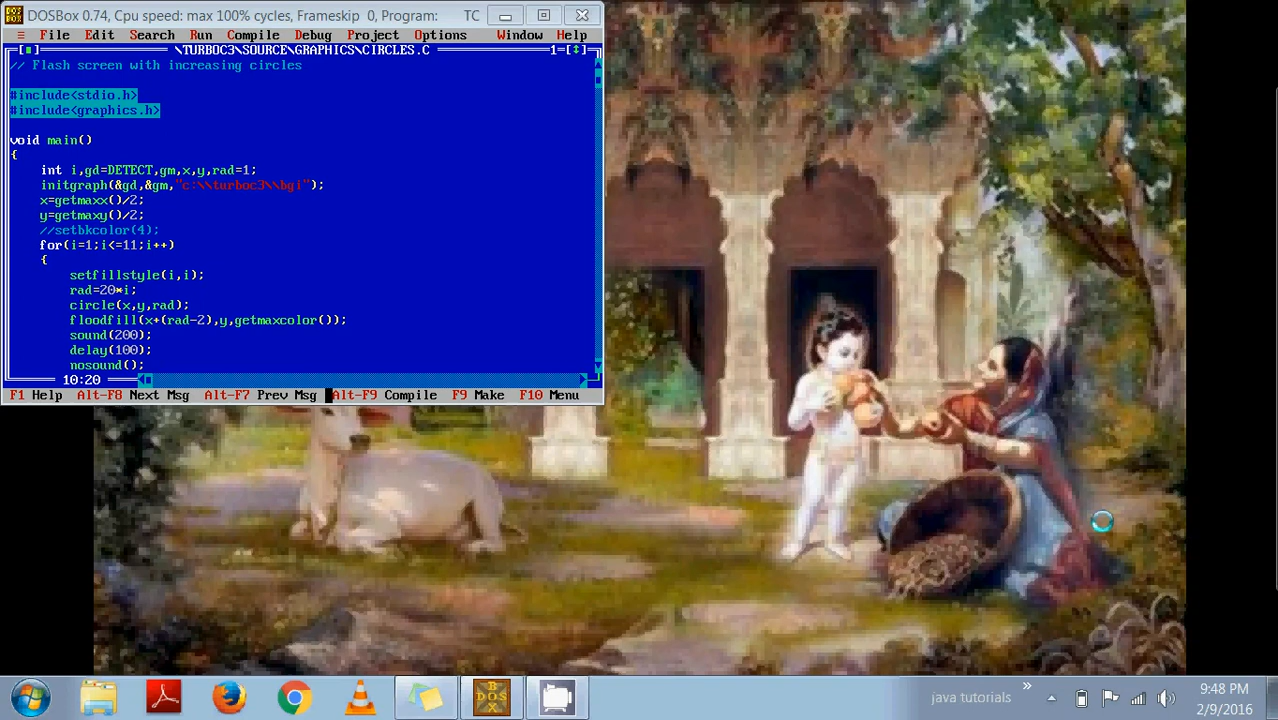 DOSBox 0.74, Cpu speed: max 100% cycles, Frameskip 0, Program: TC
≡ File Edit Search Run Compile Debug Project Options Window Help
\TURBOC3\SOURCE\GRAPHICS\CIRCLES.C 1=[↕]
// Flash screen with increasing circles
#include<stdio.h>
#include<graphics.h>
void main()
{
int i,gd=DETECT,gm,x,y,rad=1;
initgraph(&gd,&gm,"c:\\turboc3\\bgi");
x=getmaxx()/2;
y=getmaxy()/2;
//setbkcolor(4);
for(i=1;i<=11;i++)
{
setfillstyle(i,i);
rad=20*i;
circle(x,y,rad);
floodfill(x+(rad-2),y,getmaxcolor());
sound(200);
delay(100);
nosound();
10:20
F1 Help Alt-F8 Next Msg Alt-F7 Prev Msg Alt-F9 Compile F9 Make F10 Menu
java tutorials
9:48 PM
2/9/2016
DOS BOX